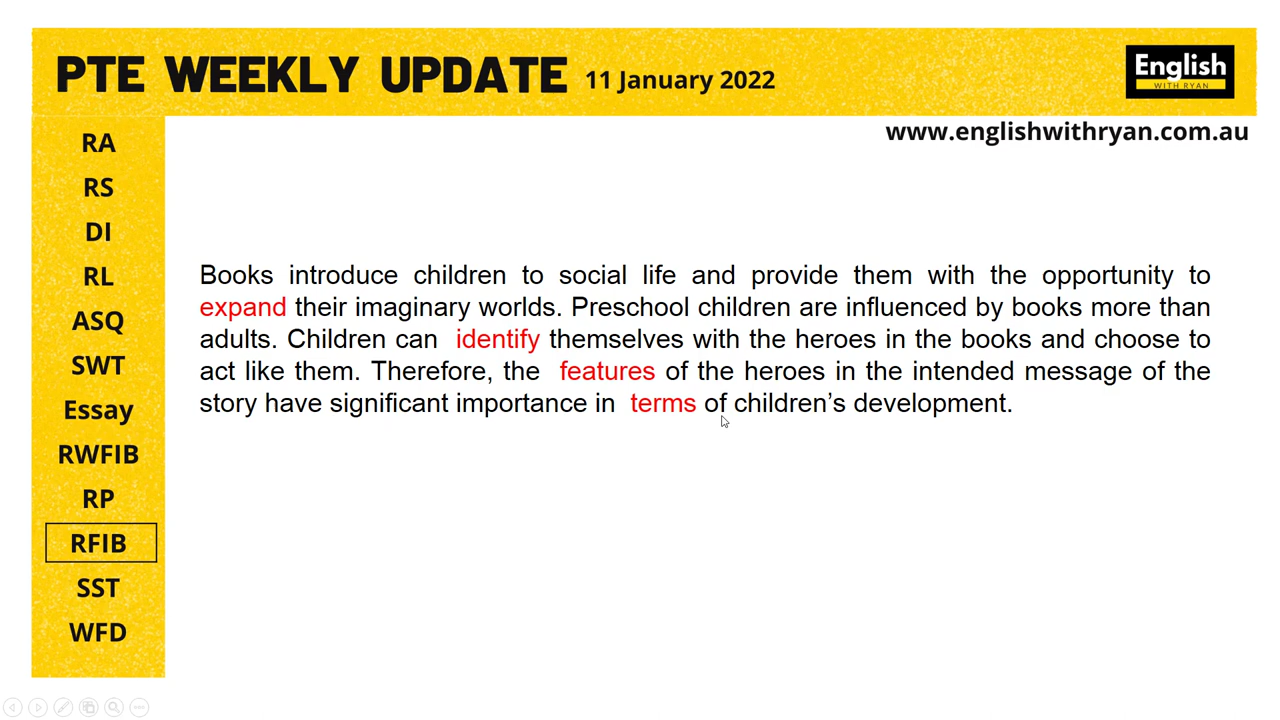 PTE WEEKLY UPDATE 11 January 2022
English
WITH RYAN
www.englishwithryan.com.au
RA
RS
DI
RL
ASQ
SWT
Essay
RWFIB
RP
RFIB
SST
WFD
Books introduce children to social life and provide them with the opportunity to
expand their imaginary worlds. Preschool children are influenced by books more than
adults. Children can identify themselves with the heroes in the books and choose to
act like them. Therefore, the features of the heroes in the intended message of the
story have significant importance in terms of children’s development.